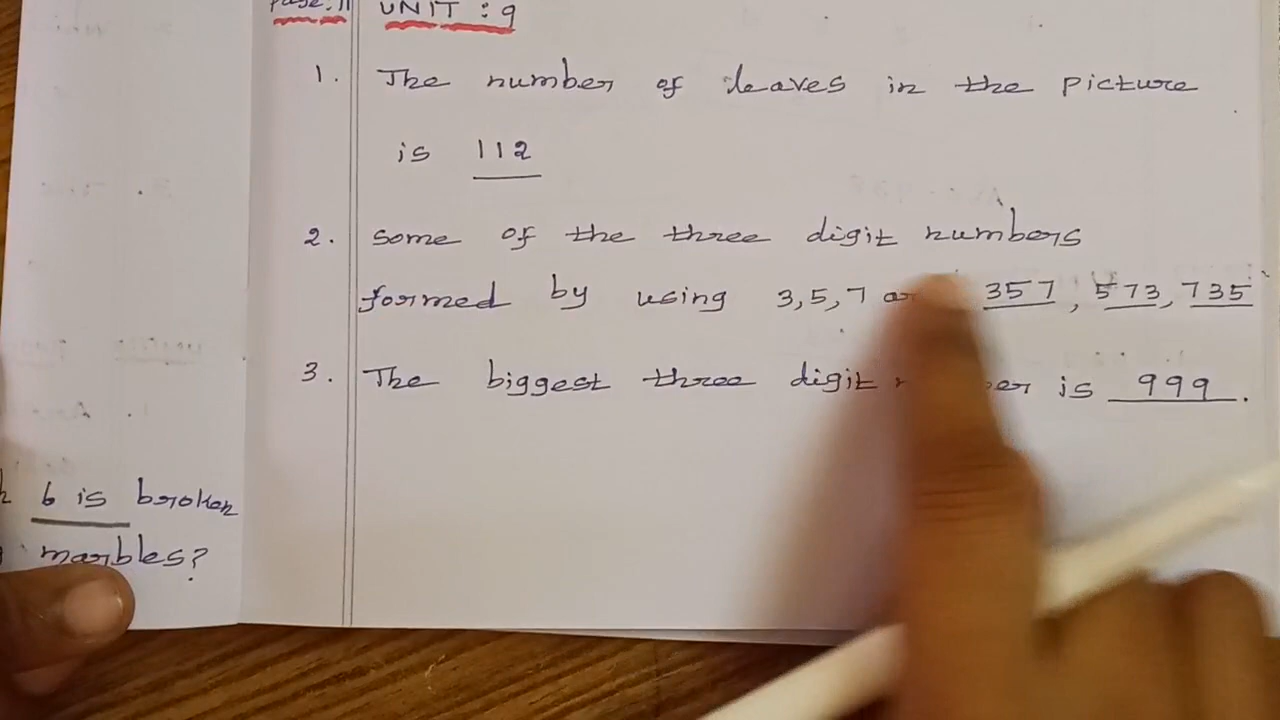 UNIT : 9
1. The number of leaves in the picture
is 112
2. Some of the three digit numbers
formed by using 3,5,7 357, 573, 735
3. The biggest three digit is 999.
6 is broken
marbles?